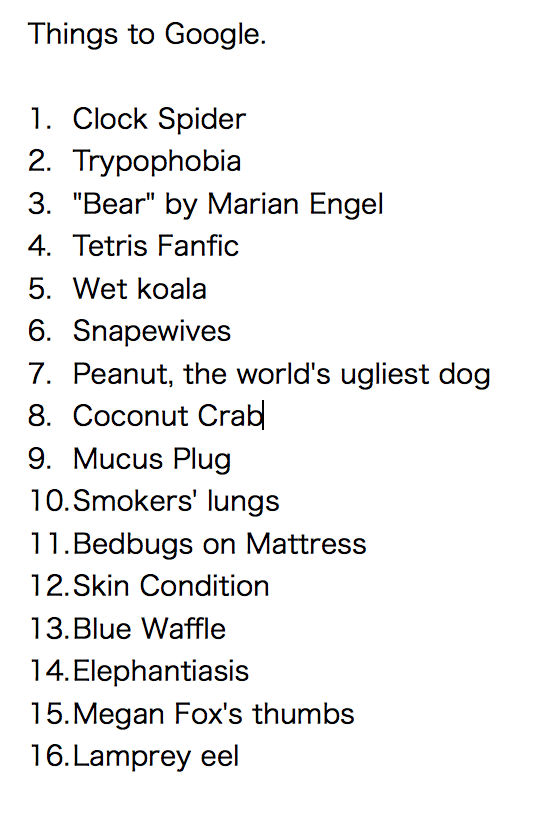 Things to Google.
1. Clock Spider
2. Trypophobia
3. "Bear" by Marian Engel
4. Tetris Fanfic
5. Wet koala
6. Snapewives
7. Peanut, the world's ugliest dog
8. Coconut Crab
9. Mucus Plug
10. Smokers' lungs
11. Bedbugs on Mattress
12. Skin Condition
13. Blue Waffle
14. Elephantiasis
15. Megan Fox's thumbs
16. Lamprey eel